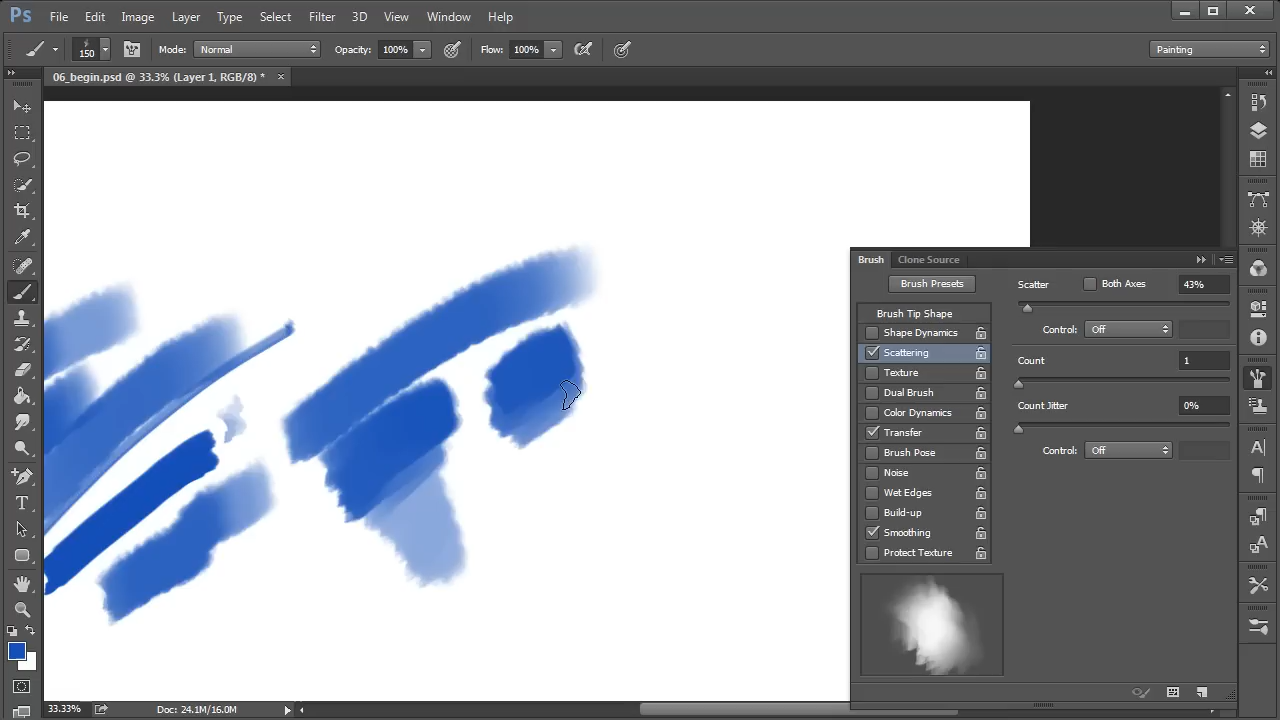 Ps File Edit Image Layer Type Select Filter 3D View Window Help
150 Mode: Normal Opacity: 100% Flow: 100% Painting
06_begin.psd @ 33.3% (Layer 1, RGB/8) * ×
Brush Clone Source
Brush Presets
Scatter Both Axes 43%
Brush Tip Shape
Shape Dynamics
Control: Off
Scattering
Count 1
Texture
Dual Brush
Count Jitter 0%
Color Dynamics
Transfer
Control: Off
Brush Pose
Noise
Wet Edges
Build-up
Smoothing
Protect Texture
33.33% Doc: 24.1M/16.0M